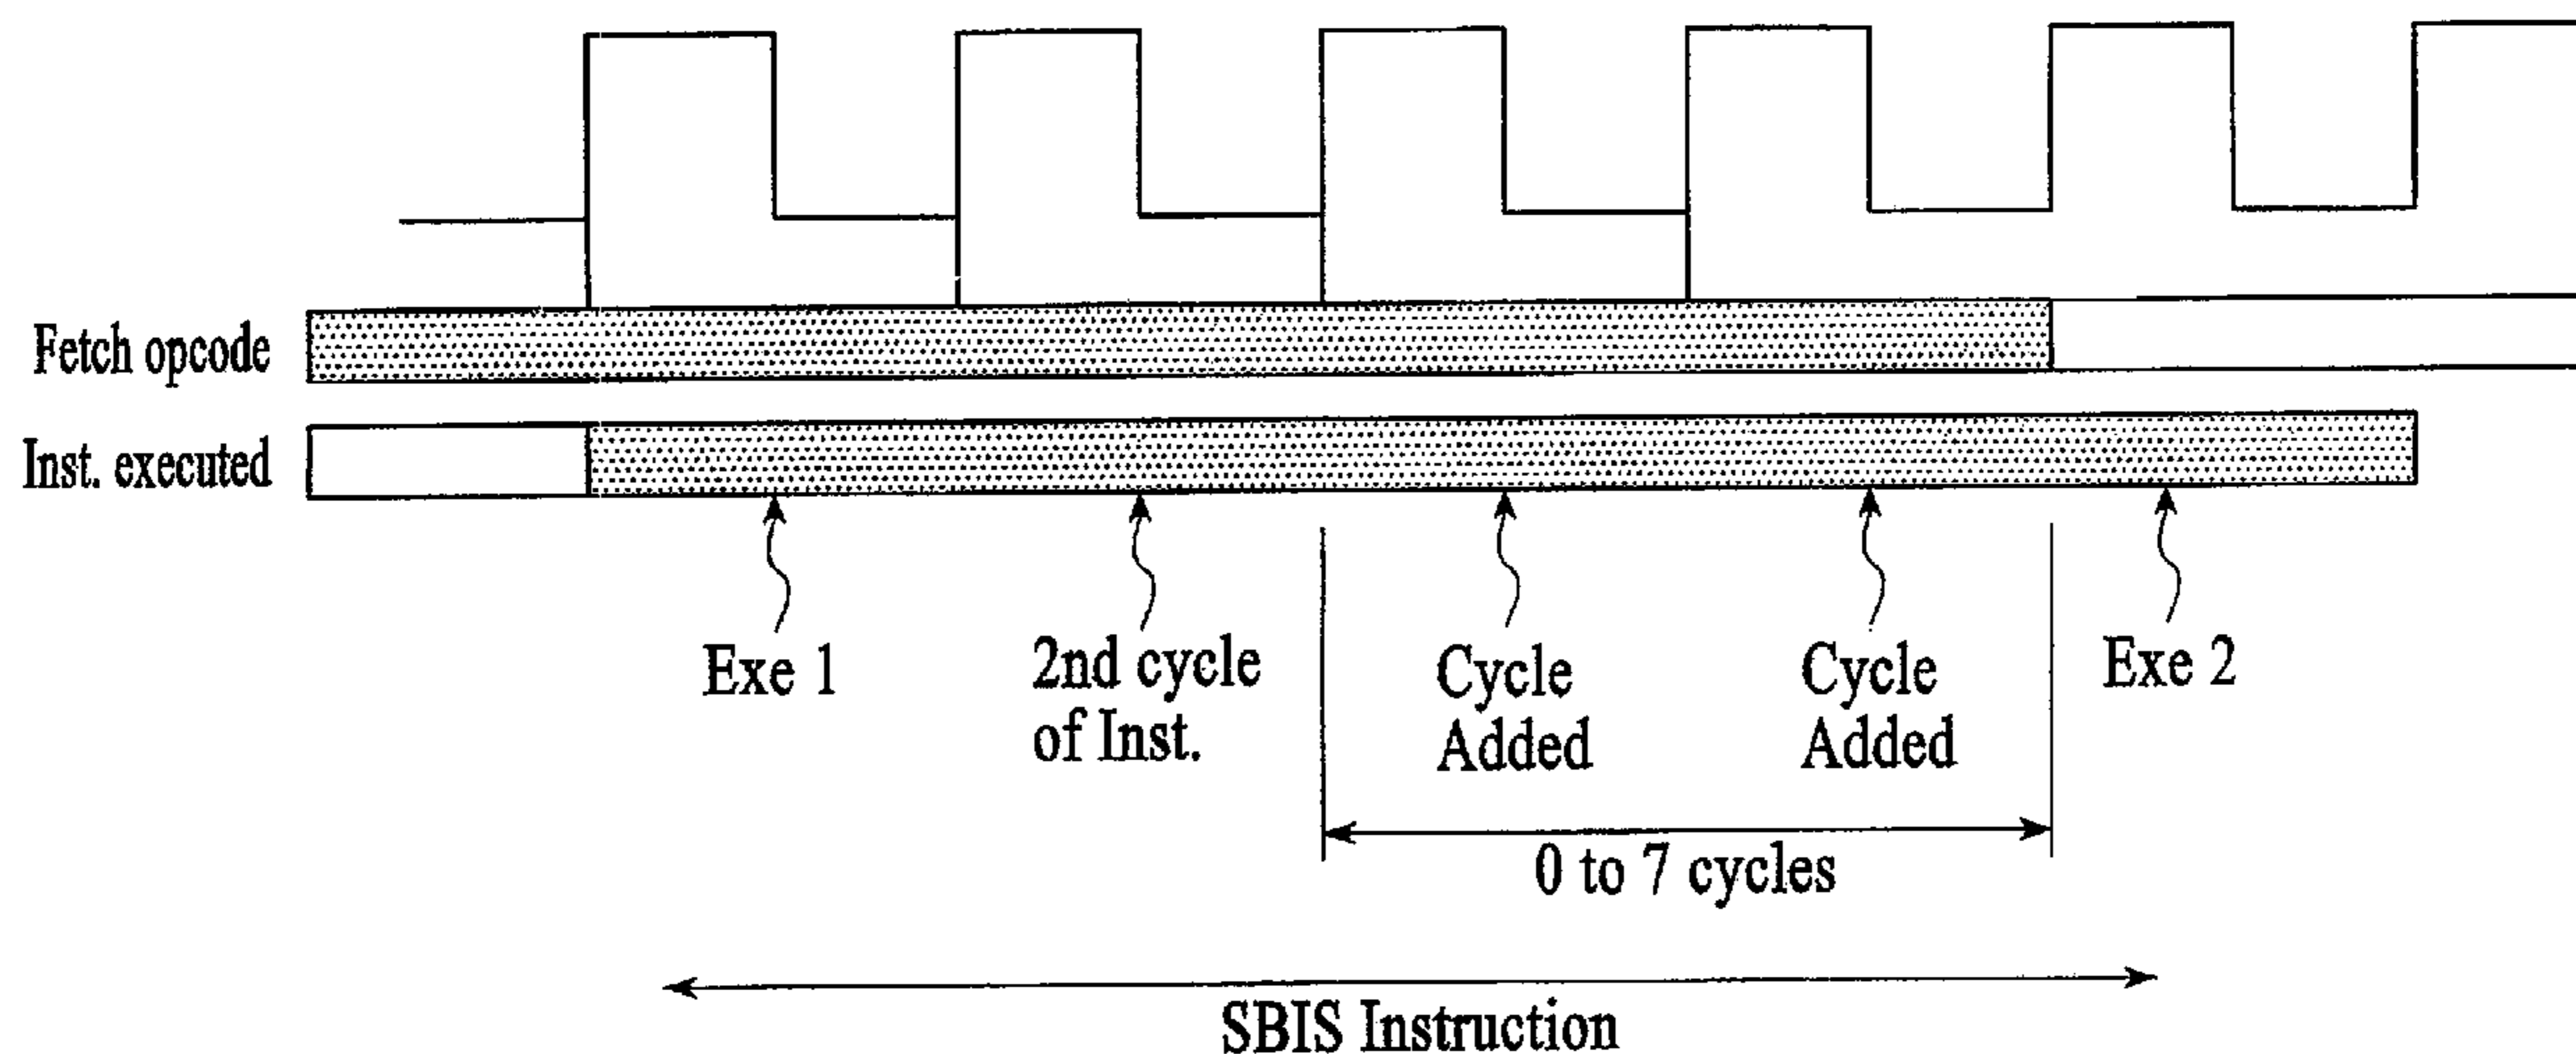 Fetch opcode
Inst. executed
Exe 1
2nd cycle
of Inst.
Cycle
Added
Cycle
Added
Exe 2
0 to 7 cycles
SBIS Instruction